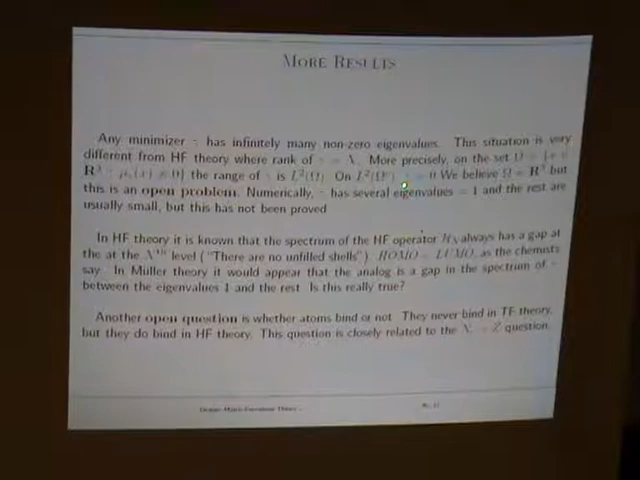 MORE RESULTS
Any minimizer γ has infinitely many non-zero eigenvalues. This situation is very
different from HF theory where rank of γ = N. More precisely, on the set
the range of γ is L²(Ω) On We believe Ω = R³ but
this is an open problem. Numerically, γ has several eigenvalues = 1 and the rest are
usually small, but this has not been proved
In HF theory it is known that the spectrum of the HF operator always has a gap at
the at the Nth level ("There are no unfilled shells") HOMO - LUMO, as the chemists
say. In Müller theory it would appear that the analog is a gap in the spectrum of γ
between the eigenvalues 1 and the rest. Is this really true?
Another open question is whether atoms bind or not They never bind in TF theory,
but they do bind in HF theory. This question is closely related to the question.